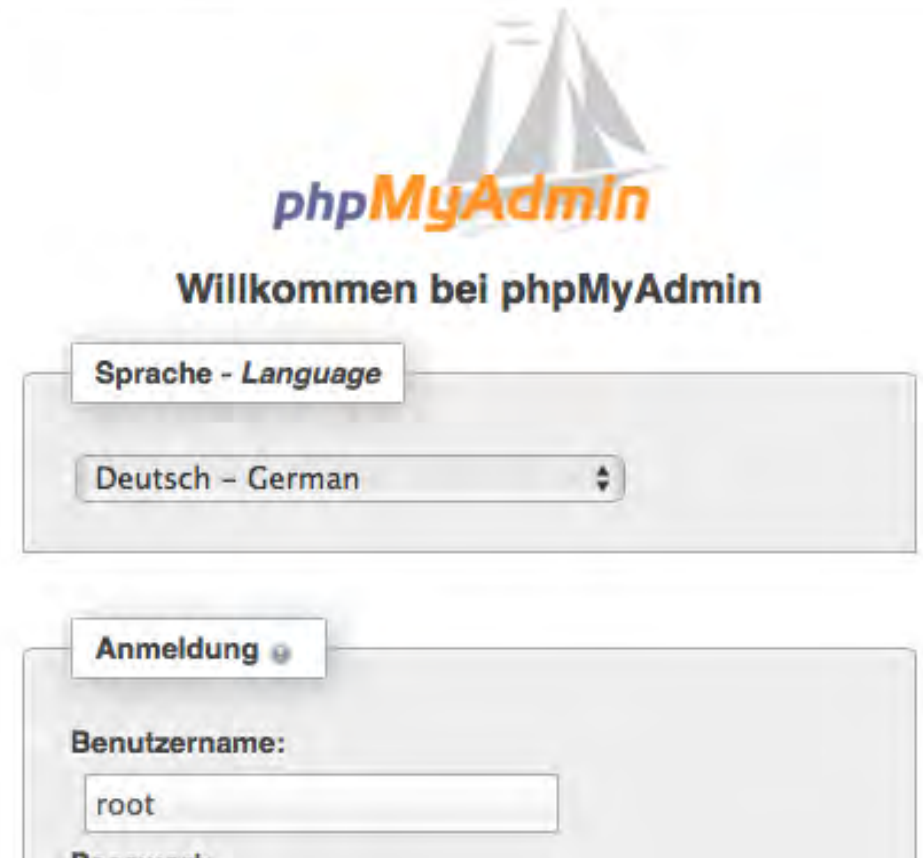 phpMyAdmin
Willkommen bei phpMyAdmin
Sprache - Language
Deutsch – German
Anmeldung
Benutzername:
root